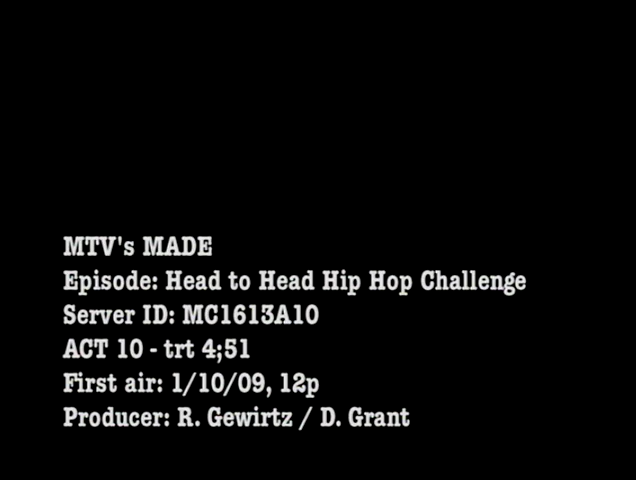 MTV's MADE
Episode: Head to Head Hip Hop Challenge
Server ID: MC1613A10
ACT 10 - trt 4;51
First air: 1/10/09, 12p
Producer: R. Gewirtz / D. Grant